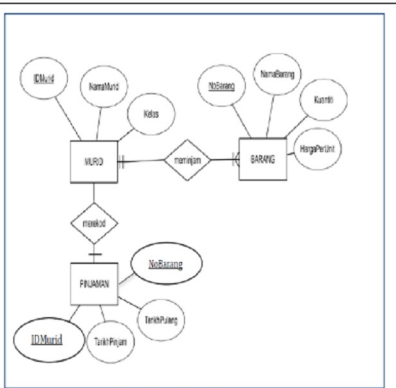 IDMurid
NamaMurid
Kelas
NoBarang
NamaBarang
Kuantiti
HargaPerUnit
MURID
meminjam
BARANG
merekod
PINJAMAN
NoBarang
TarikhPulang
TarikhPinjam
IDMurid